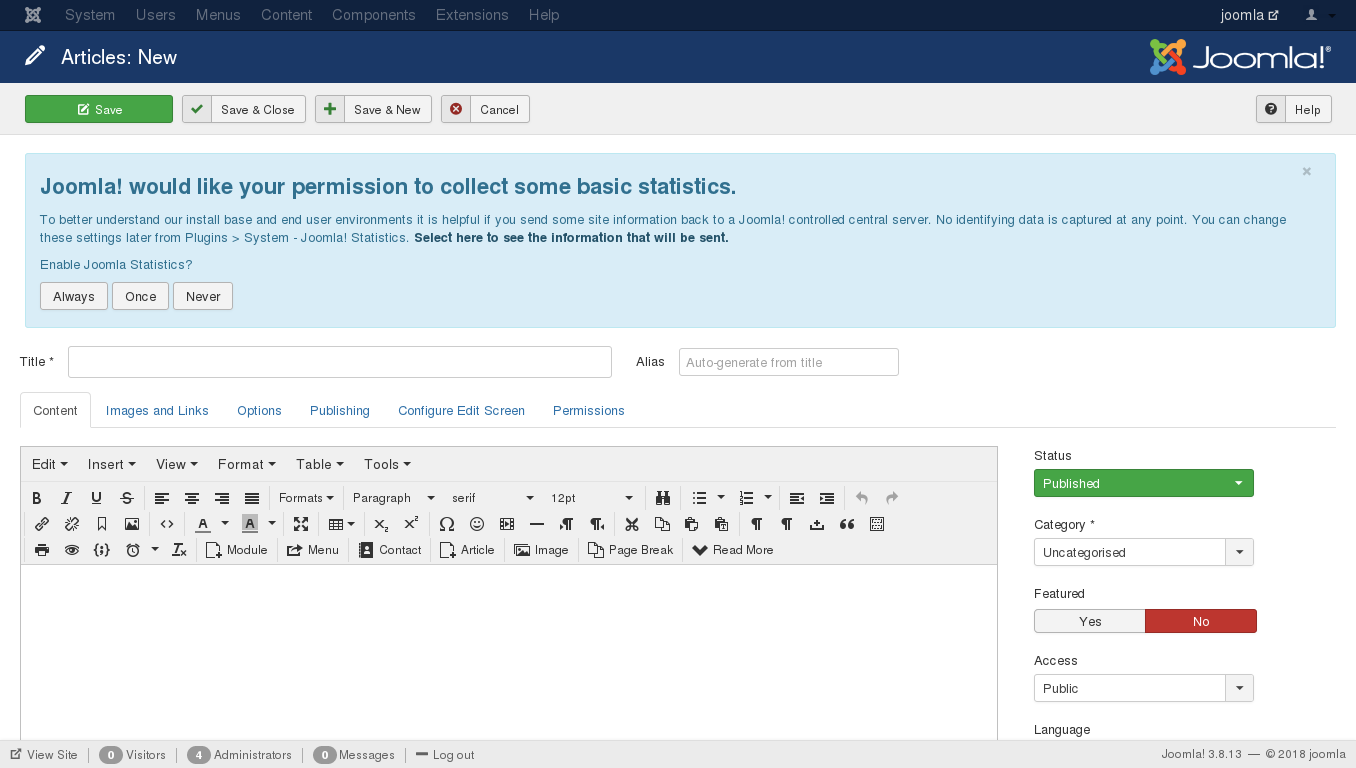 System Users Menus Content Components Extensions Help joomla
Articles: New Joomla!®
Save Save & Close Save & New Cancel Help
Joomla! would like your permission to collect some basic statistics. ×
To better understand our install base and end user environments it is helpful if you send some site information back to a Joomla! controlled central server. No identifying data is captured at any point. You can change
these settings later from Plugins > System - Joomla! Statistics. Select here to see the information that will be sent.
Enable Joomla Statistics?
Always Once Never
Title * Alias Auto-generate from title
Content Images and Links Options Publishing Configure Edit Screen Permissions
Edit Insert View Format Table Tools
Formats Paragraph serif 12pt
Module Menu Contact Article Image Page Break Read More
Status
Published
Category *
Uncategorised
Featured
Yes No
Access
Public
Language
View Site 0 Visitors 4 Administrators 0 Messages Log out Joomla! 3.8.13 — © 2018 joomla